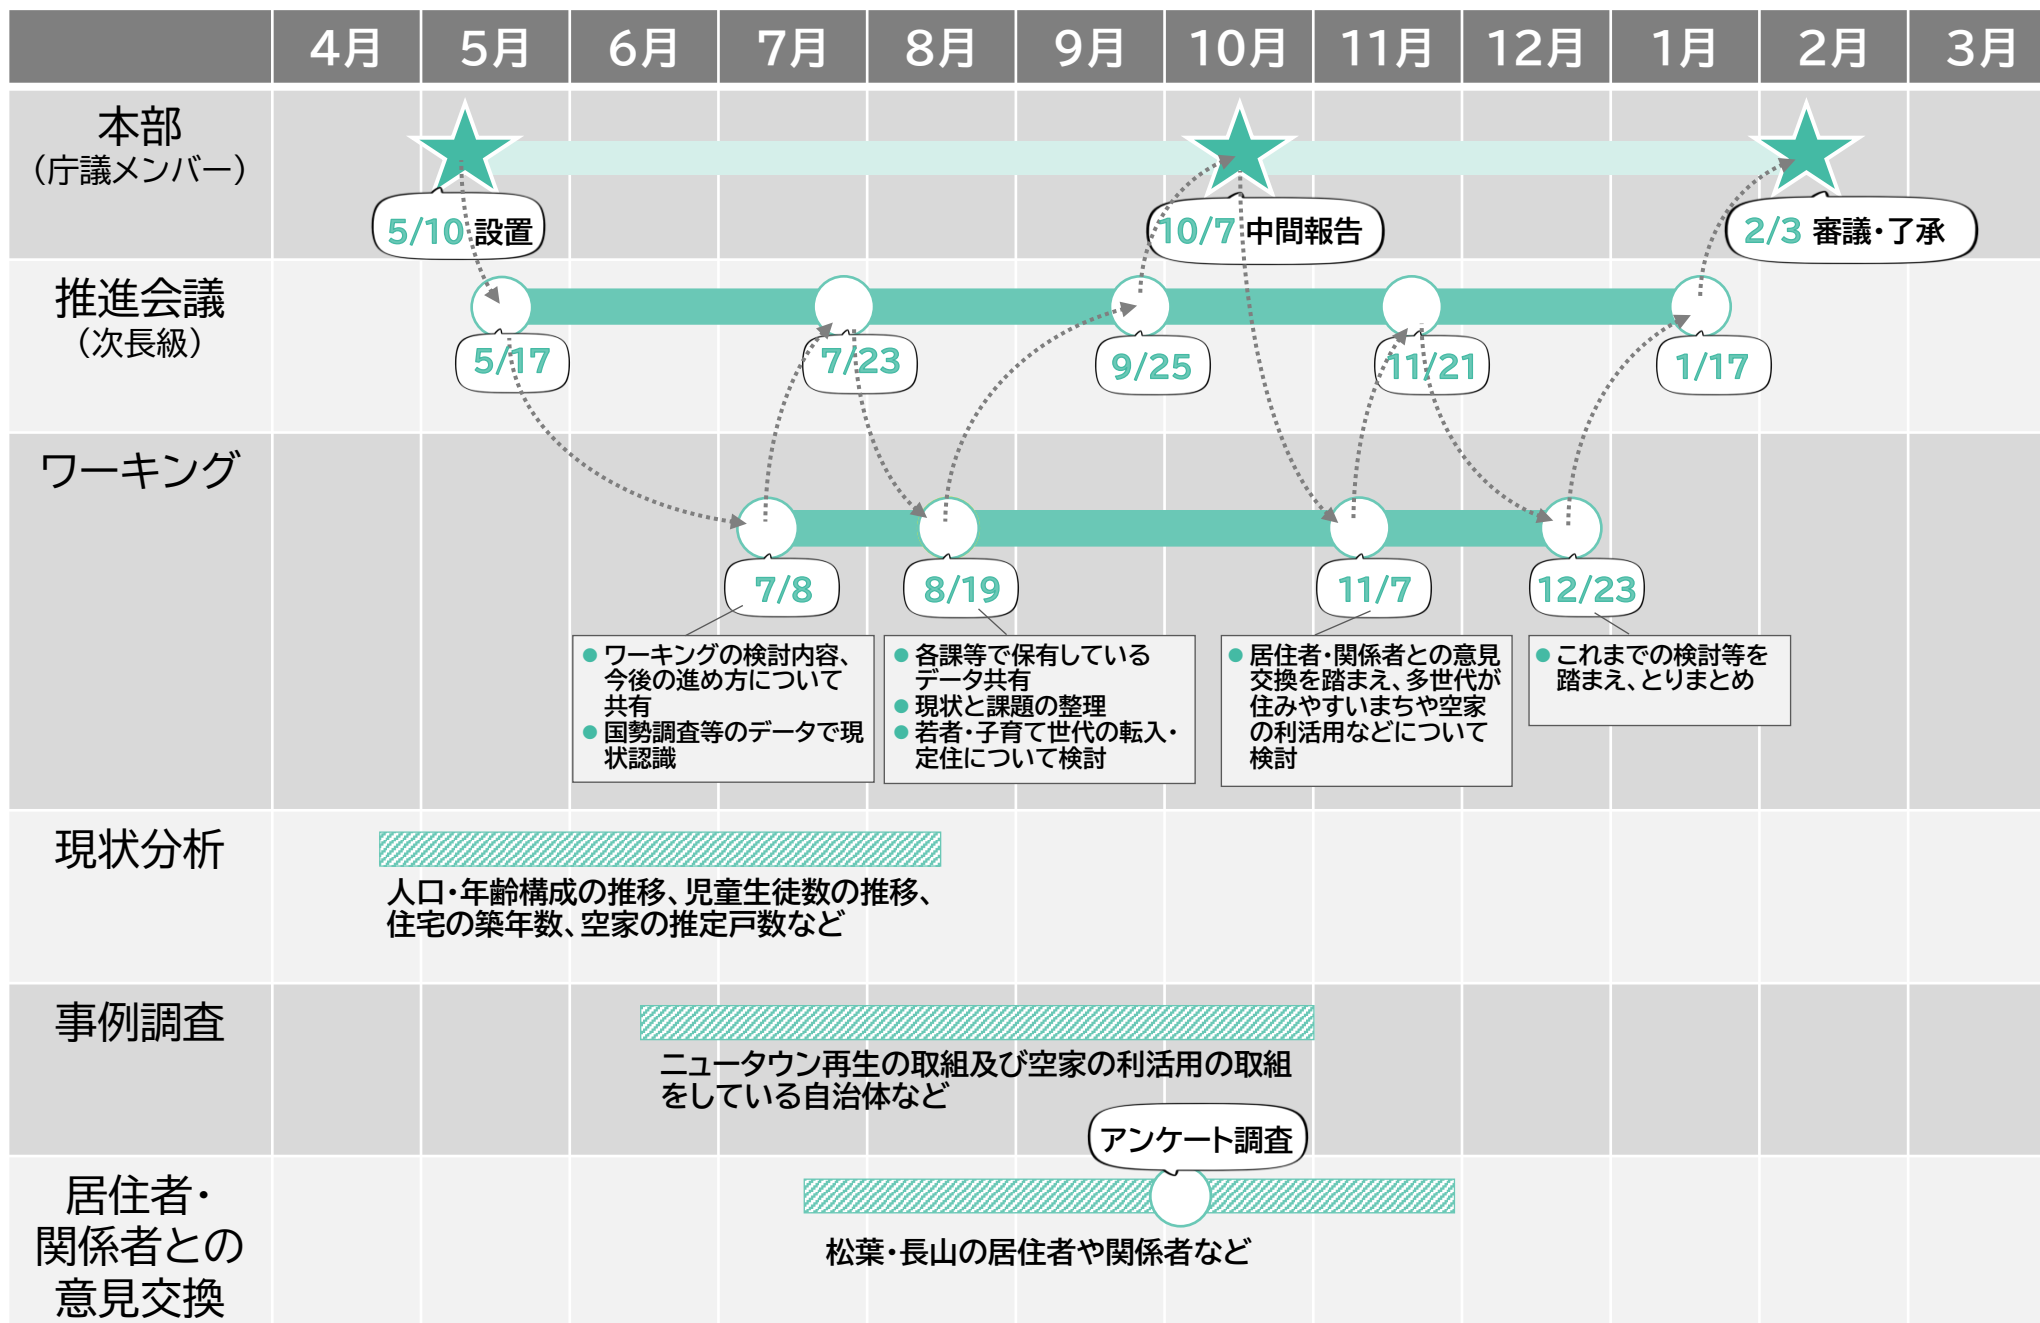 4月 5月 6月 7月 8月 9月 10月 11月 12月 1月 2月 3月
本部
（庁議メンバー）
5/10 設置
10/7 中間報告
2/3 審議・了承
推進会議
（次長級）
5/17
7/23
9/25
11/21
1/17
ワーキング
7/8
8/19
11/7
12/23
● ワーキングの検討内容、
今後の進め方について
共有
● 国勢調査等のデータで現
状認識
● 各課等で保有している
データ共有
● 現状と課題の整理
● 若者・子育て世代の転入・
定住について検討
● 居住者・関係者との意見
交換を踏まえ、多世代が
住みやすいまちや空家
の利活用などについて
検討
● これまでの検討等を
踏まえ、とりまとめ
現状分析
人口・年齢構成の推移、児童生徒数の推移、
住宅の築年数、空家の推定戸数など
事例調査
ニュータウン再生の取組及び空家の利活用の取組
をしている自治体など
アンケート調査
居住者・
関係者との
意見交換
松葉・長山の居住者や関係者など